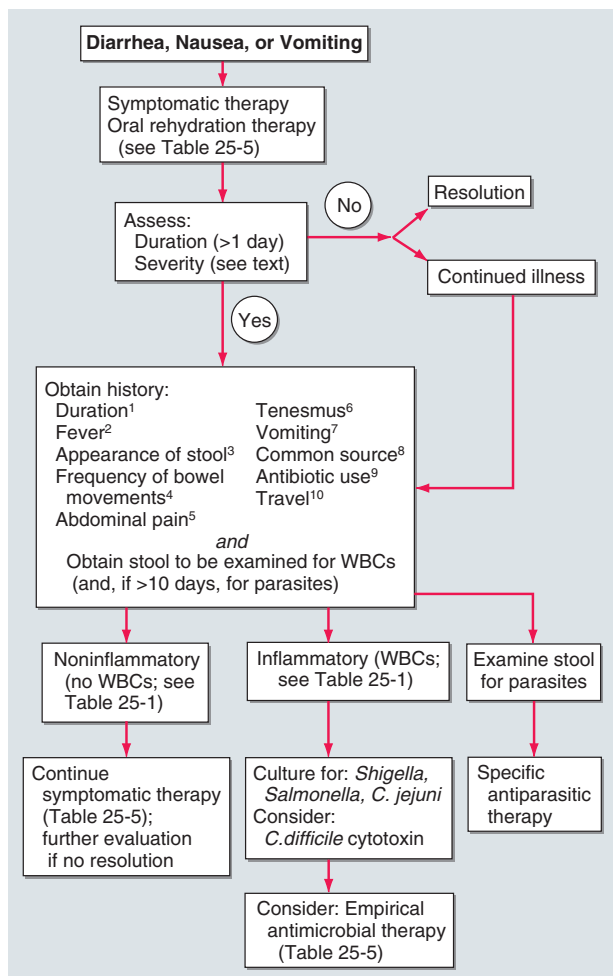 Diarrhea, Nausea, or Vomiting
Symptomatic therapy
Oral rehydration therapy
(see Table 25-5)
Assess:
Duration (>1 day)
Severity (see text)
No
Resolution
Continued illness
Yes
Obtain history:
Duration¹
Fever²
Appearance of stool³
Frequency of bowel
movements⁴
Abdominal pain⁵
Tenesmus⁶
Vomiting⁷
Common source⁸
Antibiotic use⁹
Travel¹⁰
and
Obtain stool to be examined for WBCs
(and, if >10 days, for parasites)
Noninflammatory
(no WBCs; see
Table 25-1)
Continue
symptomatic therapy
(Table 25-5);
further evaluation
if no resolution
Inflammatory (WBCs;
see Table 25-1)
Culture for: Shigella,
Salmonella, C. jejuni
Consider:
C.difficile cytotoxin
Consider: Empirical
antimicrobial therapy
(Table 25-5)
Examine stool
for parasites
Specific
antiparasitic
therapy